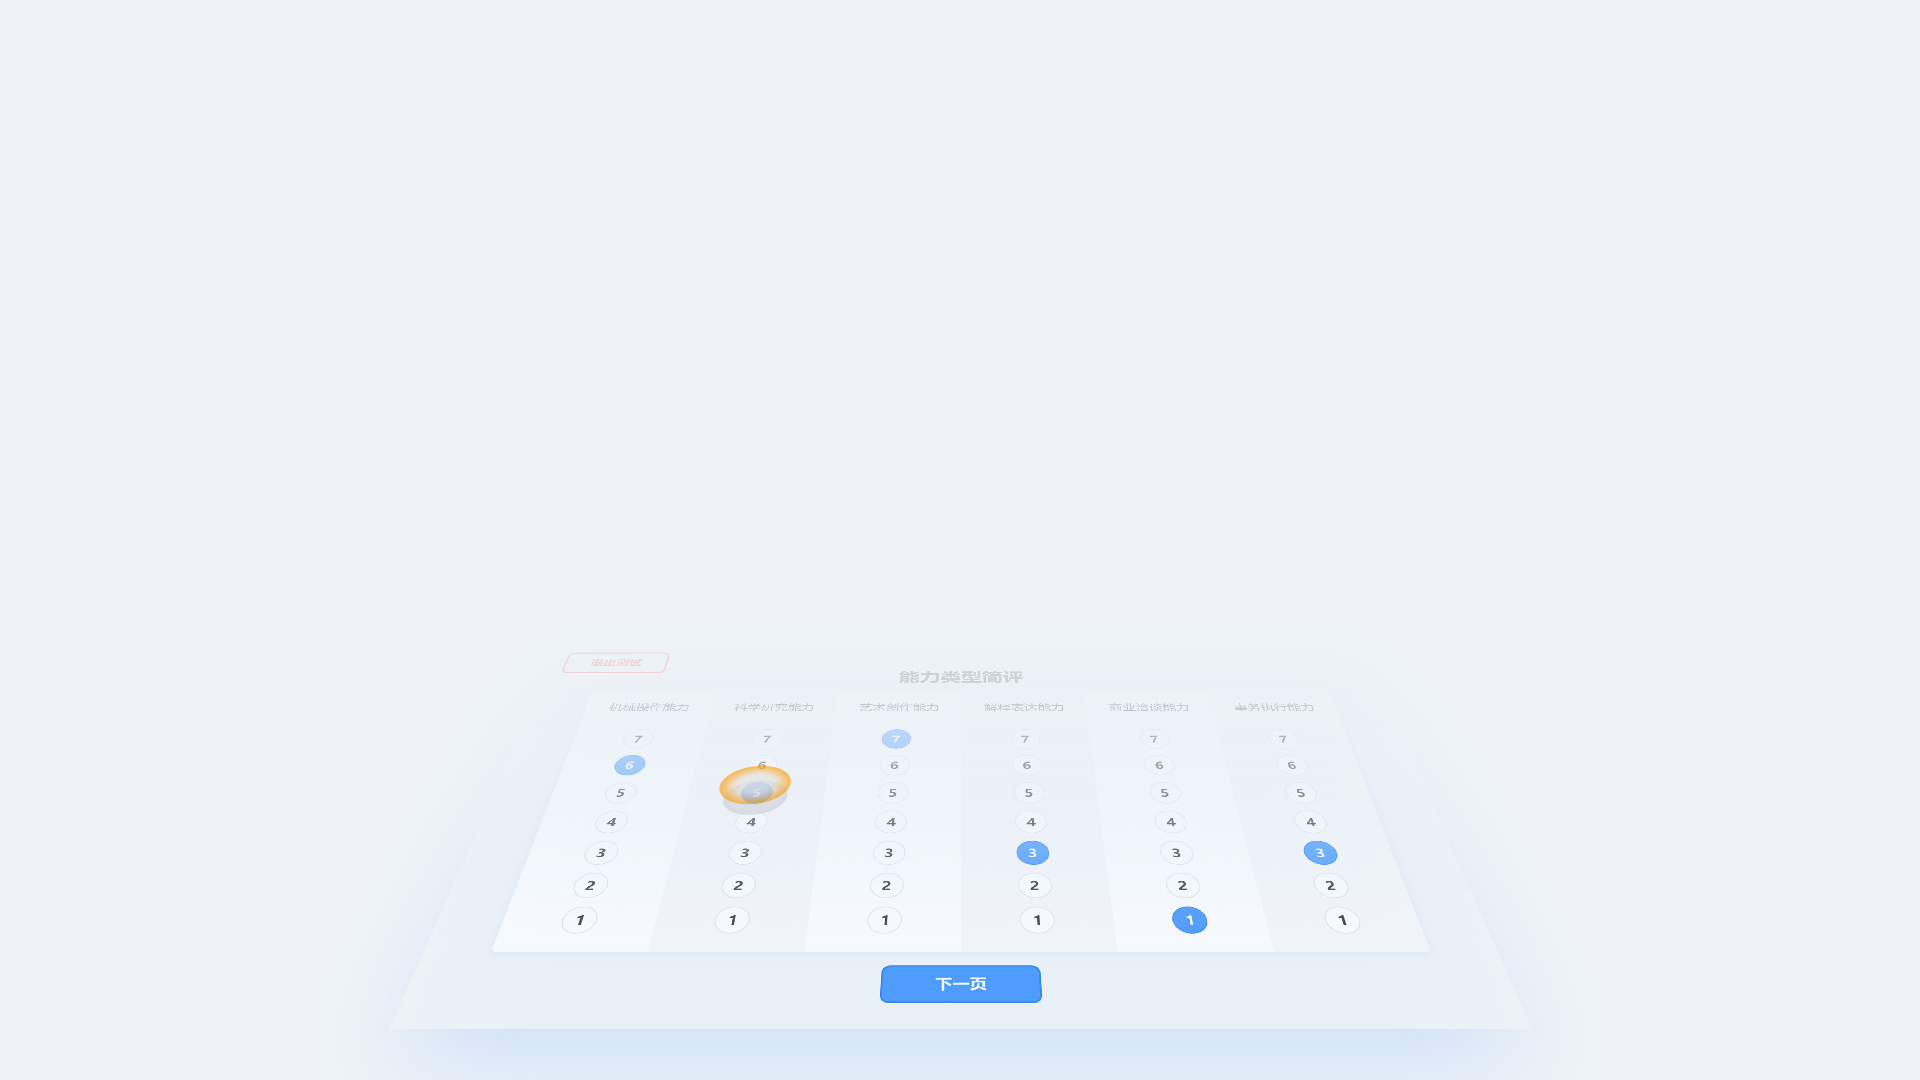 退出测试
能力类型简评
机械操作能力 科学研究能力 艺术创作能力 解释表达能力 商业洽谈能力 事务执行能力
7 7 7 7 7 7
6 6 6 6 6 6
5 5 5 5 5 5
4 4 4 4 4 4
3 3 3 3 3 3
2 2 2 2 2 2
1 1 1 1 1 1
下一页